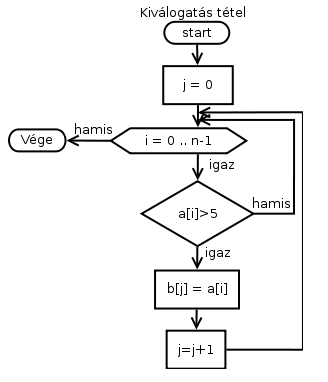 Kiválogatás tétel
start
j = 0
hamis
Vége
i = 0 .. n-1
igaz
a[i]>5
hamis
igaz
b[j] = a[i]
j=j+1